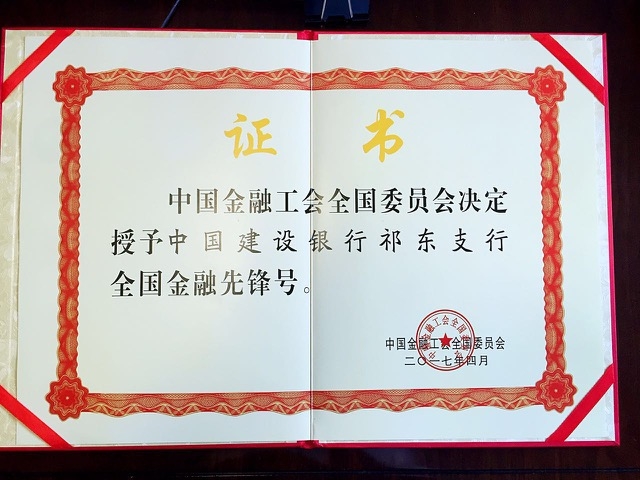 证 书
中国金融工会全国委员会决定
授予中国建设银行祁东支行
全国金融先锋号。
中国金融工会全国委员会
二〇一七年四月